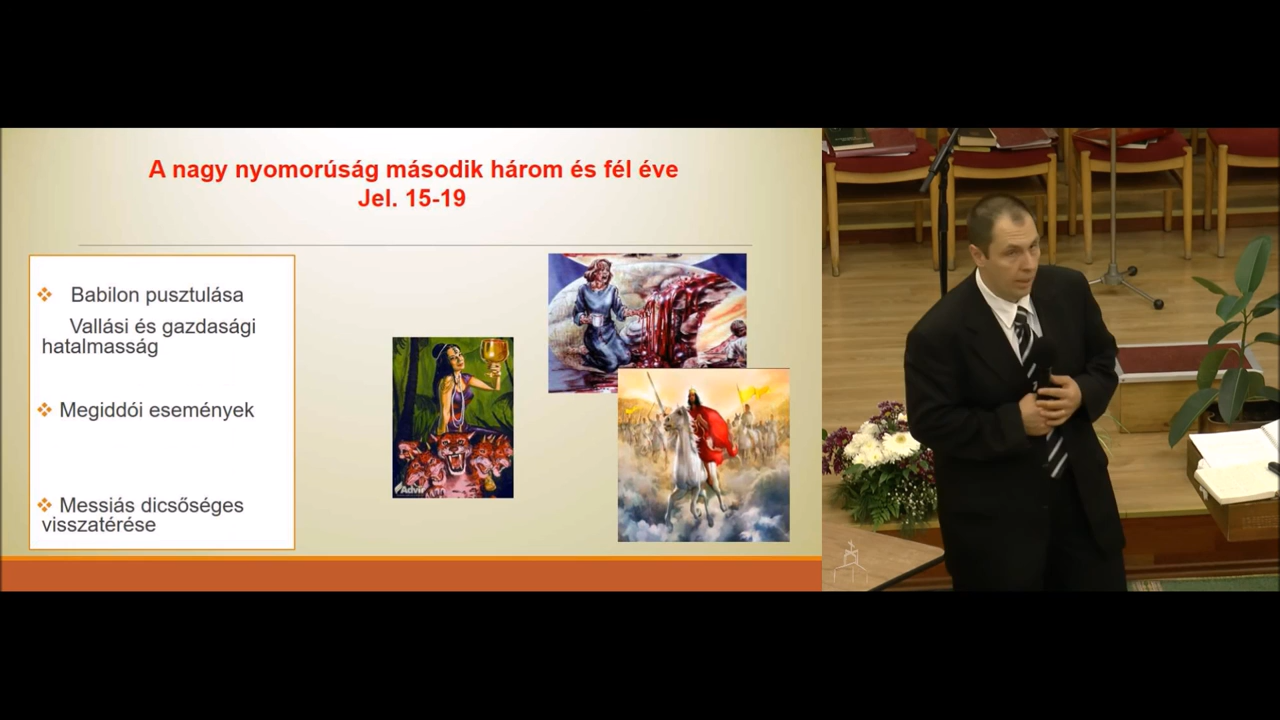 A nagy nyomorúság második három és fél éve
Jel. 15-19
❖ Babilon pusztulása
Vallási és gazdasági
hatalmasság
❖ Megiddói események
❖ Messiás dicsőséges
visszatérése